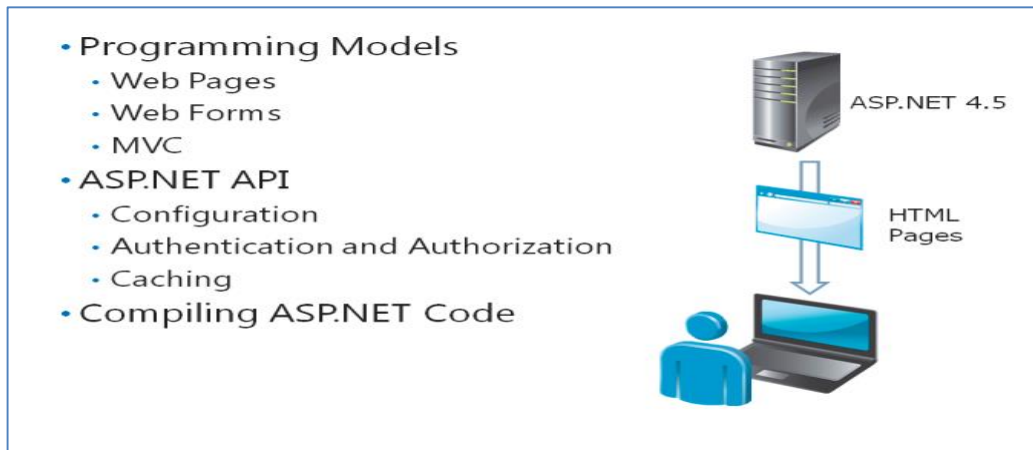 • Programming Models
• Web Pages
• Web Forms
• MVC
• ASP.NET API
• Configuration
• Authentication and Authorization
• Caching
• Compiling ASP.NET Code
ASP.NET 4.5
HTML
Pages